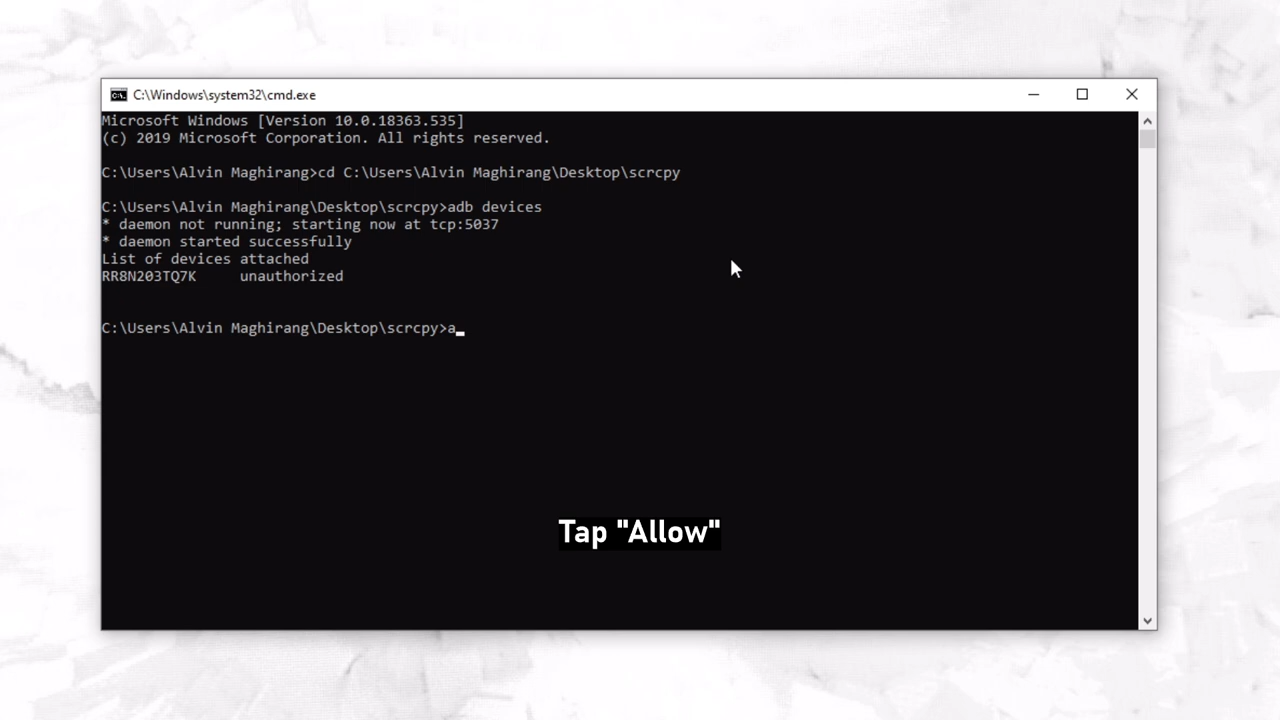 C:\Windows\system32\cmd.exe
Microsoft Windows [Version 10.0.18363.535]
(c) 2019 Microsoft Corporation. All rights reserved.
C:\Users\Alvin Maghirang>cd C:\Users\Alvin Maghirang\Desktop\scrcpy
C:\Users\Alvin Maghirang\Desktop\scrcpy>adb devices
* daemon not running; starting now at tcp:5037
* daemon started successfully
List of devices attached
RR8N203TQ7K     unauthorized
C:\Users\Alvin Maghirang\Desktop\scrcpy>a_
Tap "Allow"